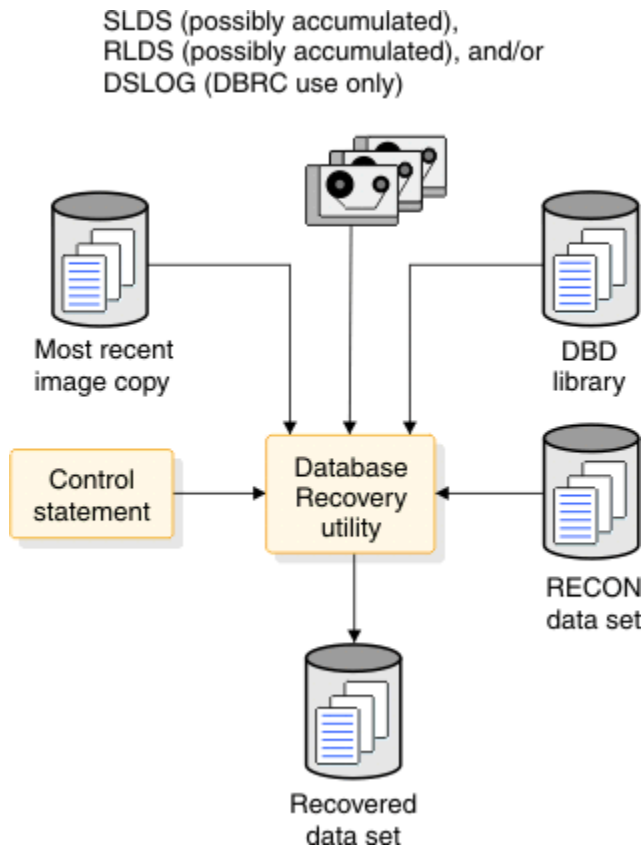 SLDS (possibly accumulated),
RLDS (possibly accumulated), and/or
DSLOG (DBRC use only)
Most recent
image copy
DBD
library
Control
statement
Database
Recovery
utility
RECON
data set
Recovered
data set